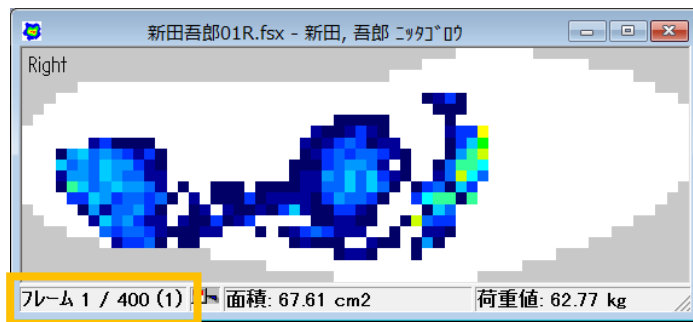 新田吾郎01R.fsx - 新田, 吾郎 ﾆｯﾀｺﾞﾛｳ
Right
フレーム 1 / 400 (1) 面積: 67.61 cm2 荷重値: 62.77 kg